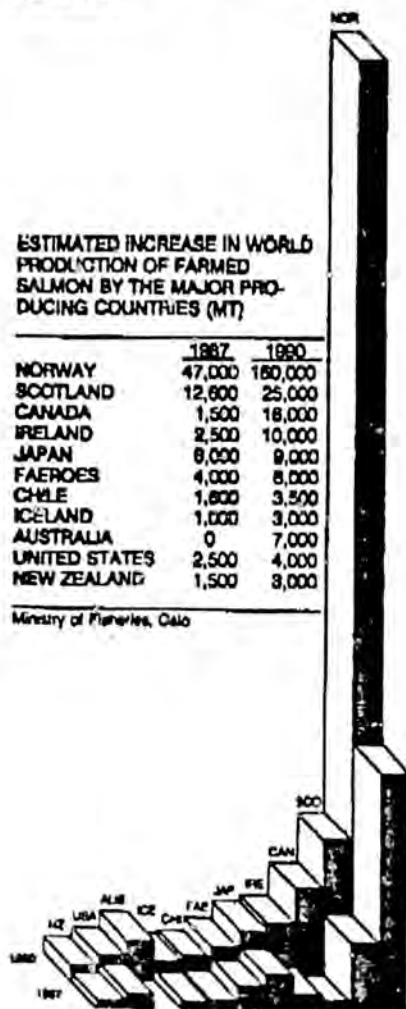 NOR
ESTIMATED INCREASE IN WORLD
PRODUCTION OF FARMED
SALMON BY THE MAJOR PRO-
DUCING COUNTRIES (MT)
1987 1990
NORWAY 47,000 150,000
SCOTLAND 12,600 25,000
CANADA 1,500 16,000
IRELAND 2,500 10,000
JAPAN 6,000 9,000
FAEROES 4,000 6,000
CHILE 1,600 3,500
ICELAND 1,000 3,000
AUSTRALIA 0 7,000
UNITED STATES 2,500 4,000
NEW ZEALAND 1,500 3,000
Ministry of Fisheries, Oslo
SCO
CAN
IRE
JAP
FAE
CHI
ICE
AUS
USA
NZ
1990
1987